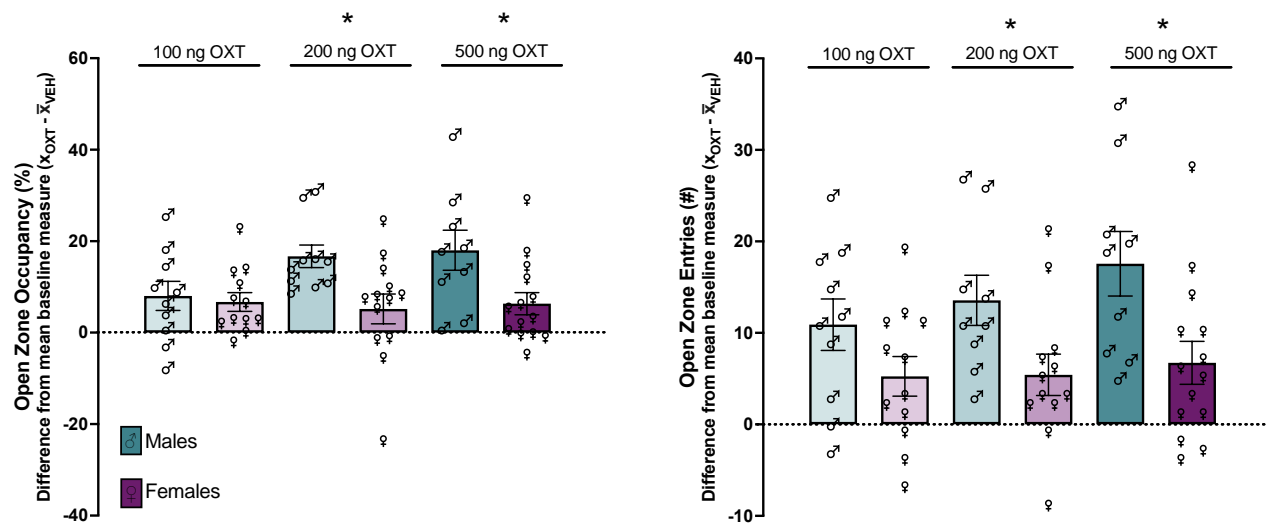 * *
100 ng OXT 200 ng OXT 500 ng OXT
60
40
20
0
-20
-40
Open Zone Occupancy (%)
Difference from mean baseline measure (xOXT - x̅VEH)
♂ Males
♀ Females
* *
100 ng OXT 200 ng OXT 500 ng OXT
40
30
20
10
0
-10
Open Zone Entries (#)
Difference from mean baseline measure (xOXT - x̅VEH)